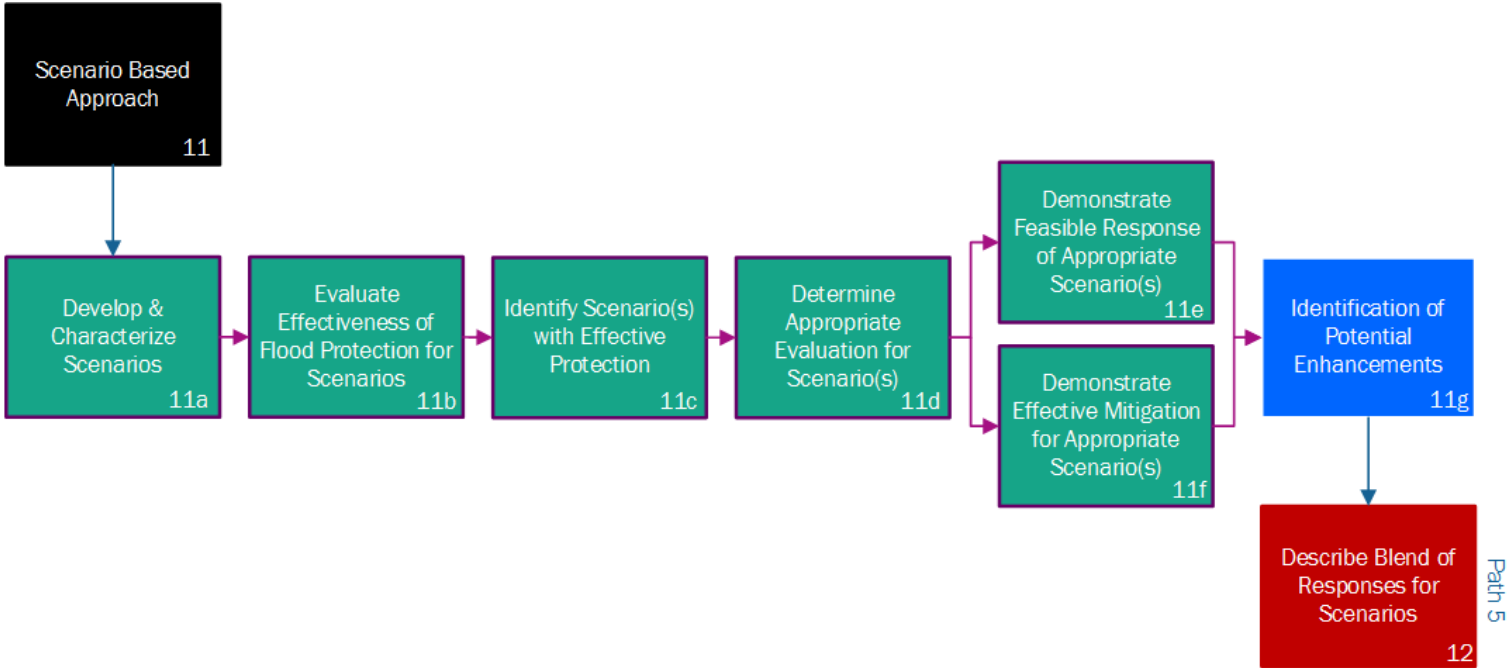 Scenario Based
Approach
11
Develop &
Characterize
Scenarios
11a
Evaluate
Effectiveness of
Flood Protection for
Scenarios
11b
Identify Scenario(s)
with Effective
Protection
11c
Determine
Appropriate
Evaluation for
Scenario(s)
11d
Demonstrate
Feasible Response
of Appropriate
Scenario(s)
11e
Demonstrate
Effective Mitigation
for Appropriate
Scenario(s)
11f
Identification of
Potential
Enhancements
11g
Describe Blend of
Responses for
Scenarios
12
Path 5